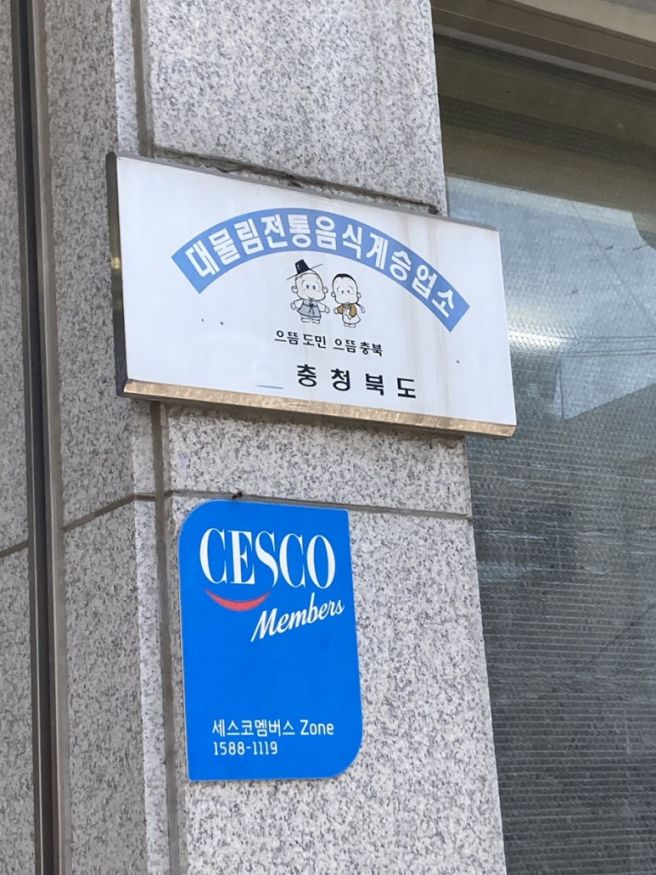 대물림전통음식계승업소
으뜸도민 으뜸충북
충청북도
CESCO
Members
세스코멤버스 Zone
1588-1119